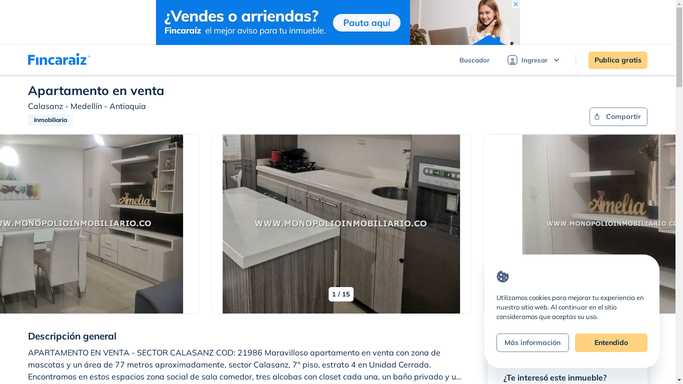 ¿Vendes o arriendas?
Fincaraíz el mejor aviso para tu inmueble.
Pauta aquí
Fincaraíz
Buscador
Ingresar
Publica gratis
Apartamento en venta
Calasanz - Medellín - Antioquia
Inmobiliaria
Compartir
Amelia
WWW.MONOPOLIOINMOBILIARIO.CO
WWW.MONOPOLIOINMOBILIARIO.CO
Amelia
WWW.MONOPOLIOINMOB
1 / 15
Utilizamos cookies para mejorar tu experiencia en
nuestro sitio web. Al continuar en el sitio
consideramos que aceptas su uso.
Más información
Entendido
Descripción general
APARTAMENTO EN VENTA - SECTOR CALASANZ COD: 21986 Maravilloso apartamento en venta con zona de
mascotas y un área de 77 metros aproximadamente, sector Calasanz, 7° piso, estrato 4 en Unidad Cerrada.
Encontramos en estos espacios zona social de sala comedor, tres alcobas con closet cada una, un baño privado y u...
¿Te interesó este inmueble?